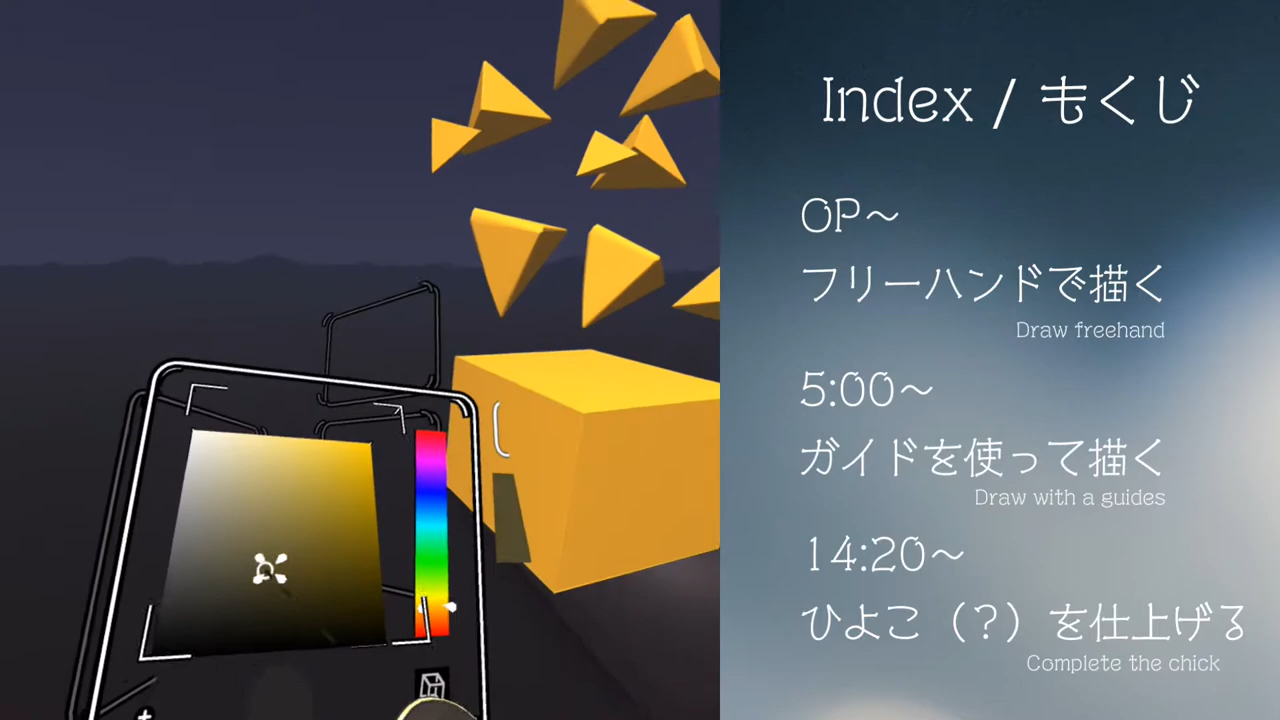 Index / もくじ
OP～
フリーハンドで描く
Draw freehand
5:00～
ガイドを使って描く
Draw with a guides
14:20～
ひよこ（？）を仕上げる
Complete the chick